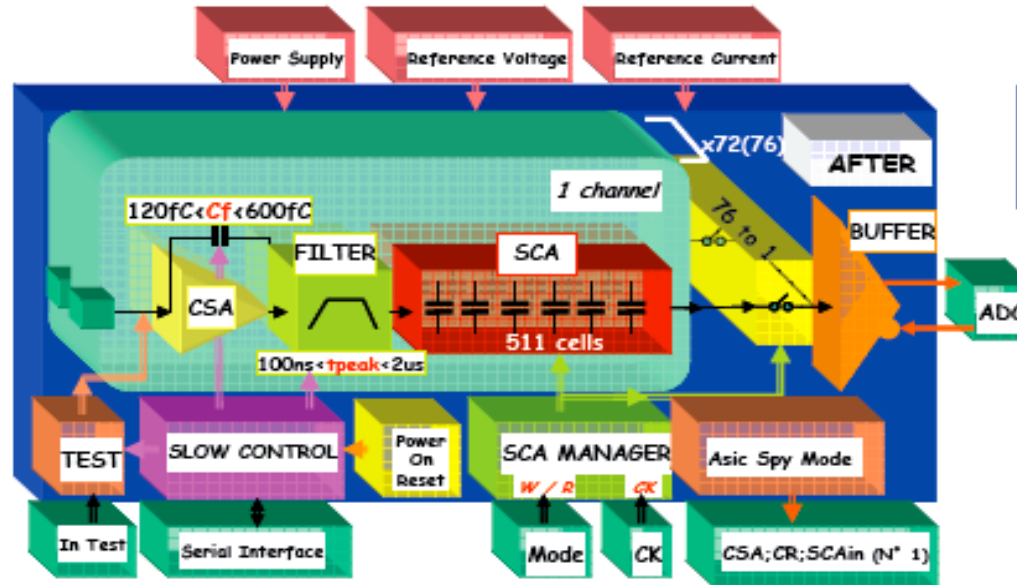 Power Supply
Reference Voltage
Reference Current
x72(76)
AFTER
1 channel
120fC<Cf<600fC
76 to 1
BUFFER
FILTER
SCA
CSA
ADC
511 cells
100ns<tpeak<2us
TEST
SLOW CONTROL
Power
On
Reset
SCA MANAGER
W / R
CK
Asic Spy Mode
In Test
Serial Interface
Mode
CK
CSA;CR;SCAin (N° 1)